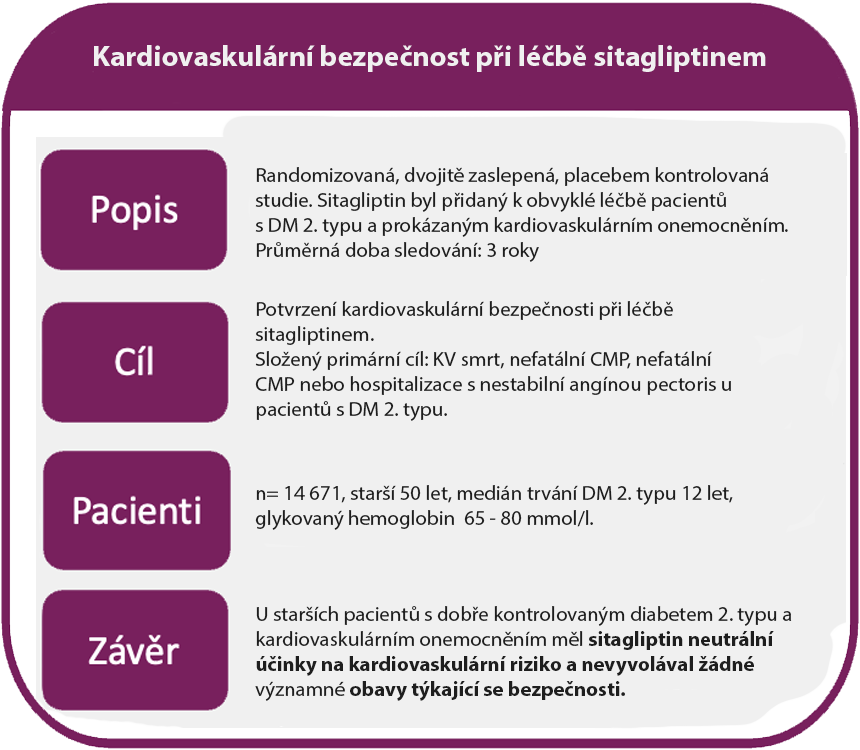 Kardiovaskulární bezpečnost při léčbě sitagliptinem
Popis
Randomizovaná, dvojitě zaslepená, placebem kontrolovaná
studie. Sitagliptin byl přidaný k obvyklé léčbě pacientů
s DM 2. typu a prokázaným kardiovaskulárním onemocněním.
Průměrná doba sledování: 3 roky
Cíl
Potvrzení kardiovaskulární bezpečnosti při léčbě
sitagliptinem.
Složený primární cíl: KV smrt, nefatální CMP, nefatální
CMP nebo hospitalizace s nestabilní angínou pectoris u
pacientů s DM 2. typu.
Pacienti
n= 14 671, starší 50 let, medián trvání DM 2. typu 12 let,
glykovaný hemoglobin 65 - 80 mmol/l.
Závěr
U starších pacientů s dobře kontrolovaným diabetem 2. typu a
kardiovaskulárním onemocněním měl sitagliptin neutrální
účinky na kardiovaskulární riziko a nevyvolával žádné
významné obavy týkající se bezpečnosti.